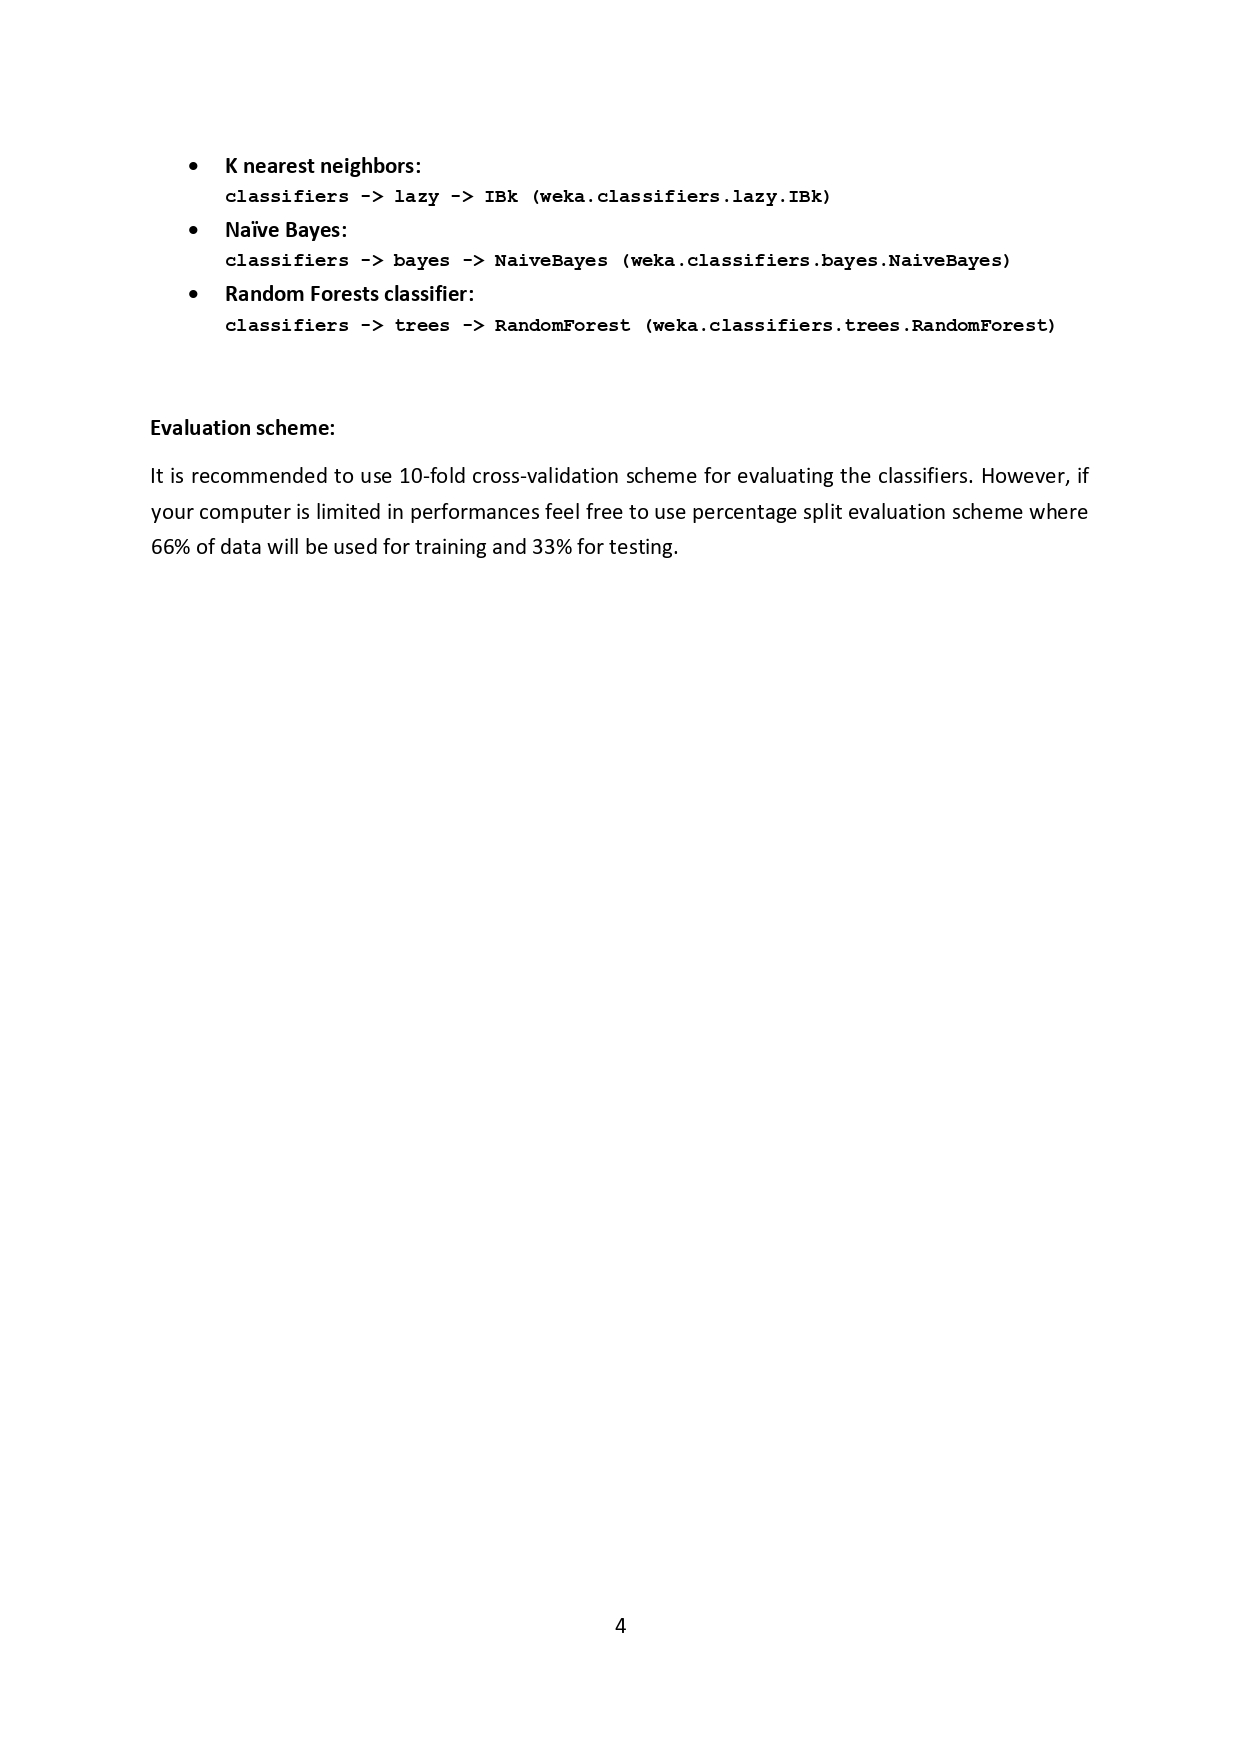 • K nearest neighbors:
classifiers -> lazy -> IBk (weka.classifiers.lazy.IBk)
• Naïve Bayes:
classifiers -> bayes -> NaiveBayes (weka.classifiers.bayes.NaiveBayes)
• Random Forests classifier:
classifiers -> trees -> RandomForest (weka.classifiers.trees.RandomForest)
Evaluation scheme:
It is recommended to use 10-fold cross-validation scheme for evaluating the classifiers. However, if
your computer is limited in performances feel free to use percentage split evaluation scheme where
66% of data will be used for training and 33% for testing.
4